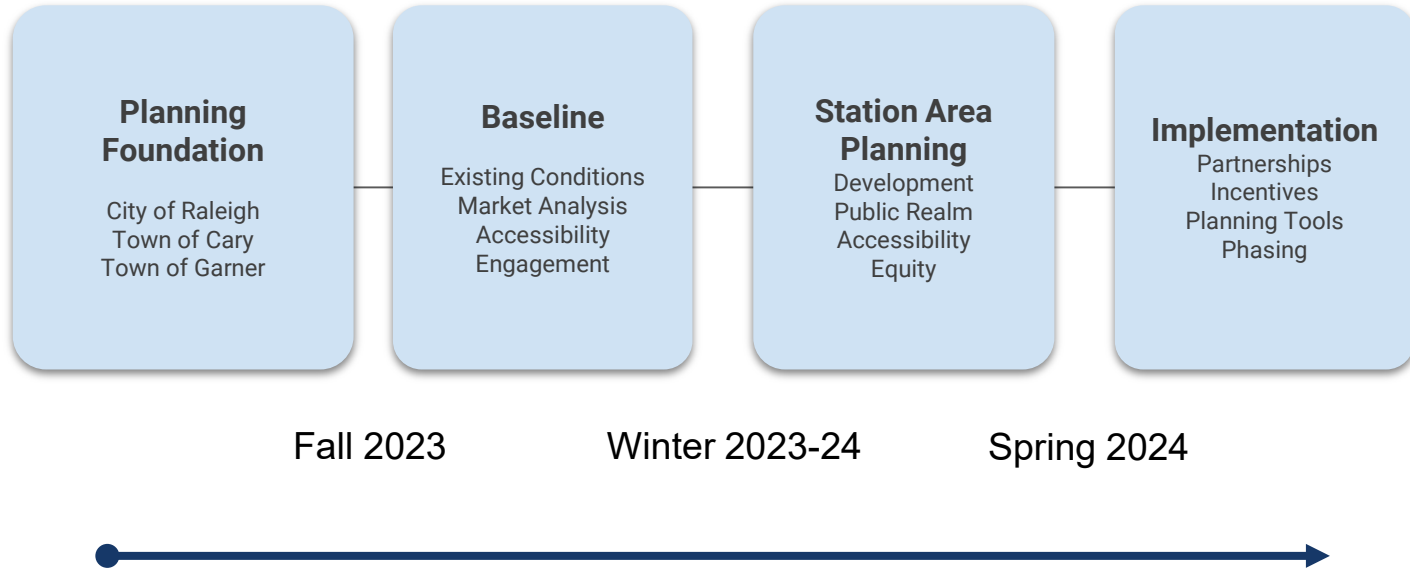 Planning
Foundation
City of Raleigh
Town of Cary
Town of Garner
Baseline
Existing Conditions
Market Analysis
Accessibility
Engagement
Station Area
Planning
Development
Public Realm
Accessibility
Equity
Implementation
Partnerships
Incentives
Planning Tools
Phasing
Fall 2023
Winter 2023-24
Spring 2024